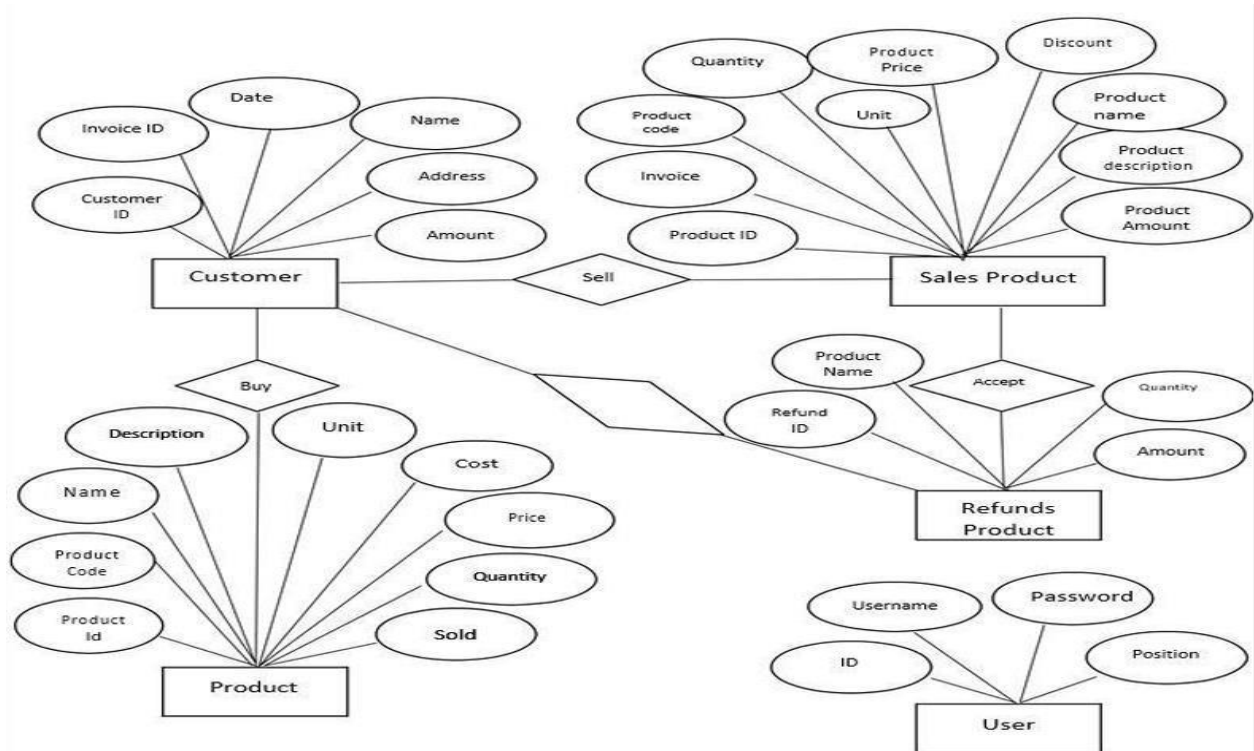 Quantity
Product
Price
Discount
Date
Invoice ID
Name
Product
code
Unit
Product
name
Customer
ID
Address
Invoice
Product
description
Amount
Product ID
Product
Amount
Customer
Sell
Sales Product
Buy
Product
Name
Accept
Quantity
Refund
ID
Amount
Description
Unit
Cost
Name
Price
Refunds
Product
Product
Code
Quantity
Product
Id
Sold
Username
Password
ID
Position
Product
User